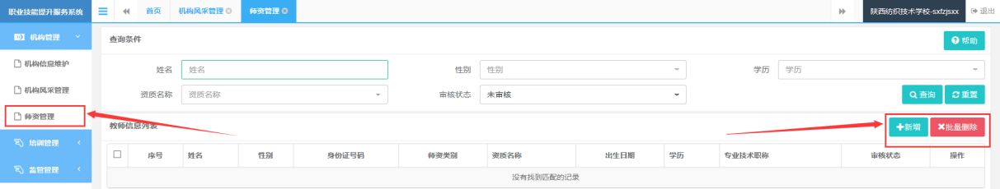 职业技能提升服务系统 首页 机构风采管理 师资管理 陕西纺织技术学校-sxfzjsxx 退出
机构管理
机构信息维护
机构风采管理
师资管理
培训管理
监管管理
查询条件 帮助
姓名 姓名 性别 性别 学历 学历
资质名称 资质名称 审核状态 未审核 查询 重置
教师信息列表 新增 批量删除
序号 姓名 性别 身份证号码 师资类别 资质名称 出生日期 学历 专业技术职称 审核状态 操作
没有找到匹配的记录